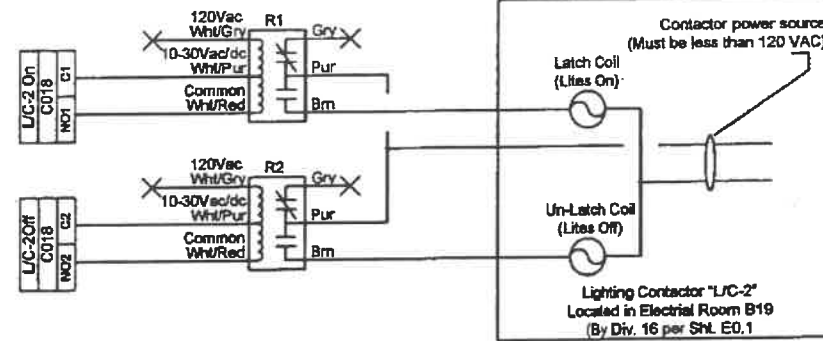 120Vac
Wht/Gry
R1
Gry
10-30Vac/dc
Wht/Pur
Pur
Common
Wht/Red
Brn
L/C-2 On
C018
C1
NO1
Contactor power source
(Must be less than 120 VAC)
Latch Coil
(Lites On)
120Vac
Wht/Gry
R2
Gry
10-30Vac/dc
Wht/Pur
Pur
Common
Wht/Red
Brn
L/C-2Off
C018
C2
NO2
Un-Latch Coil
(Lites Off)
Lighting Contactor "L/C-2"
Located in Electrial Room B19
(By Div. 16 per Sht. E0.1